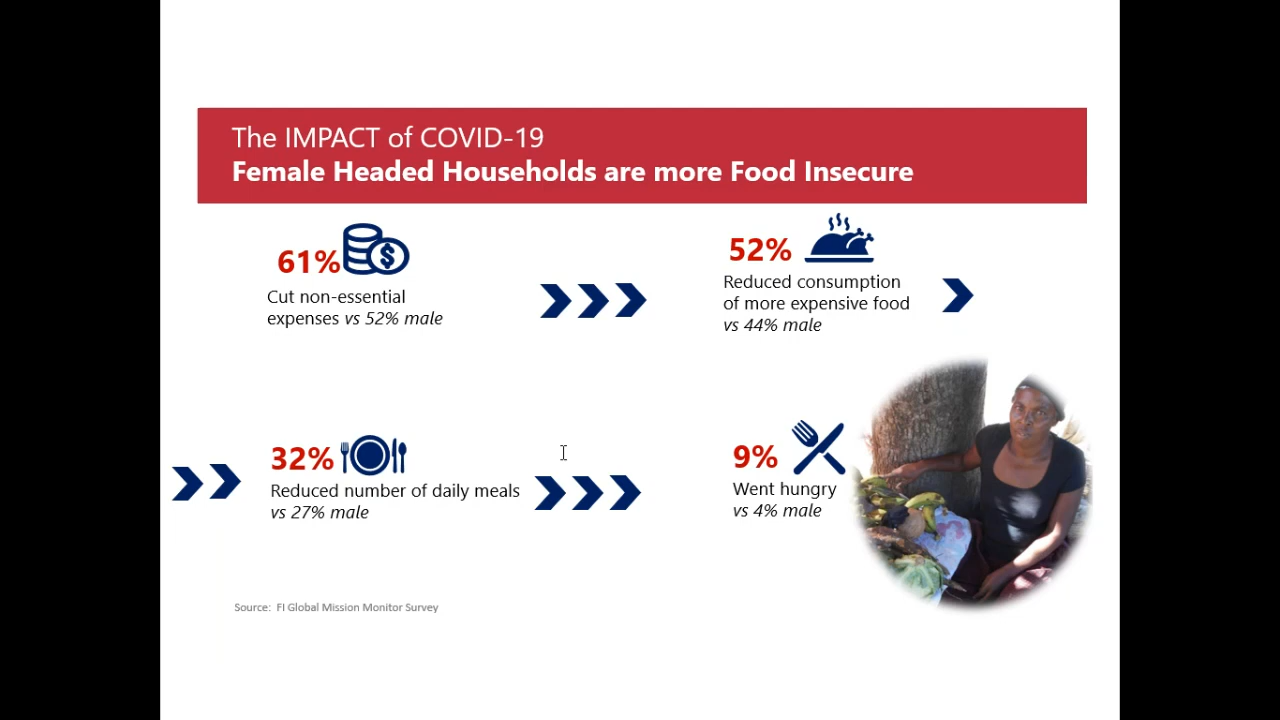 The IMPACT of COVID-19
Female Headed Households are more Food Insecure
61%
Cut non-essential
expenses vs 52% male
52%
Reduced consumption
of more expensive food
vs 44% male
32%
Reduced number of daily meals
vs 27% male
9%
Went hungry
vs 4% male
Source: FI Global Mission Monitor Survey